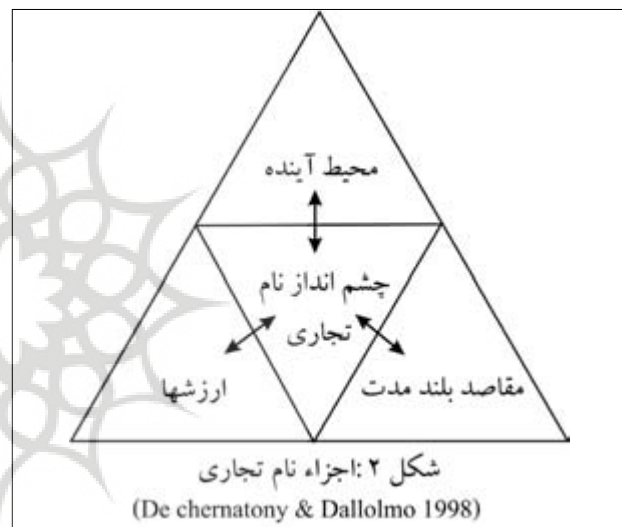 محیط آینده
چشم انداز نام
تجاری
مقاصد بلند مدت
ارزشها
شکل ۲ :اجزاء نام تجاری
(De chernatony & Dallolmo 1998)